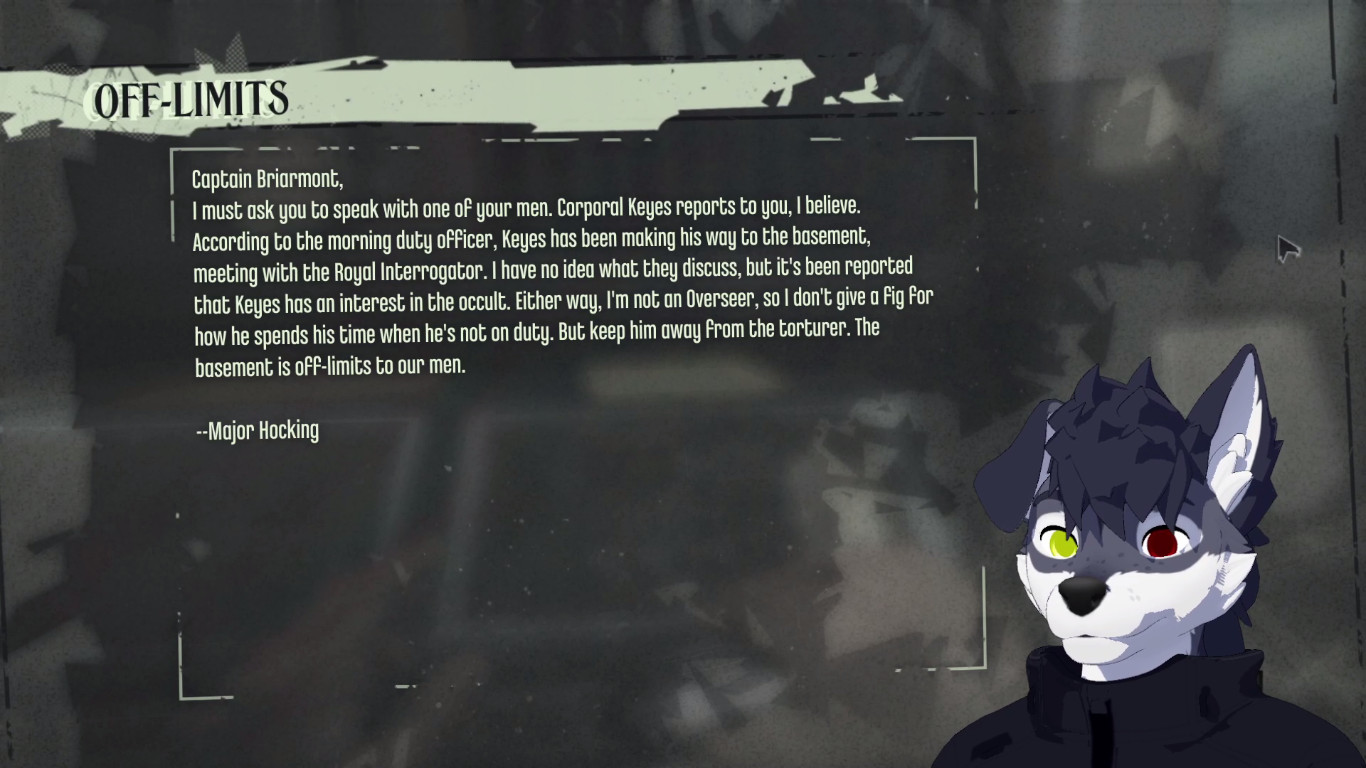 OFF-LIMITS
Captain Briarmont,
I must ask you to speak with one of your men. Corporal Keyes reports to you, I believe.
According to the morning duty officer, Keyes has been making his way to the basement,
meeting with the Royal Interrogator. I have no idea what they discuss, but it's been reported
that Keyes has an interest in the occult. Either way, I'm not an Overseer, so I don't give a fig for
how he spends his time when he's not on duty. But keep him away from the torturer. The
basement is off-limits to our men.
--Major Hocking